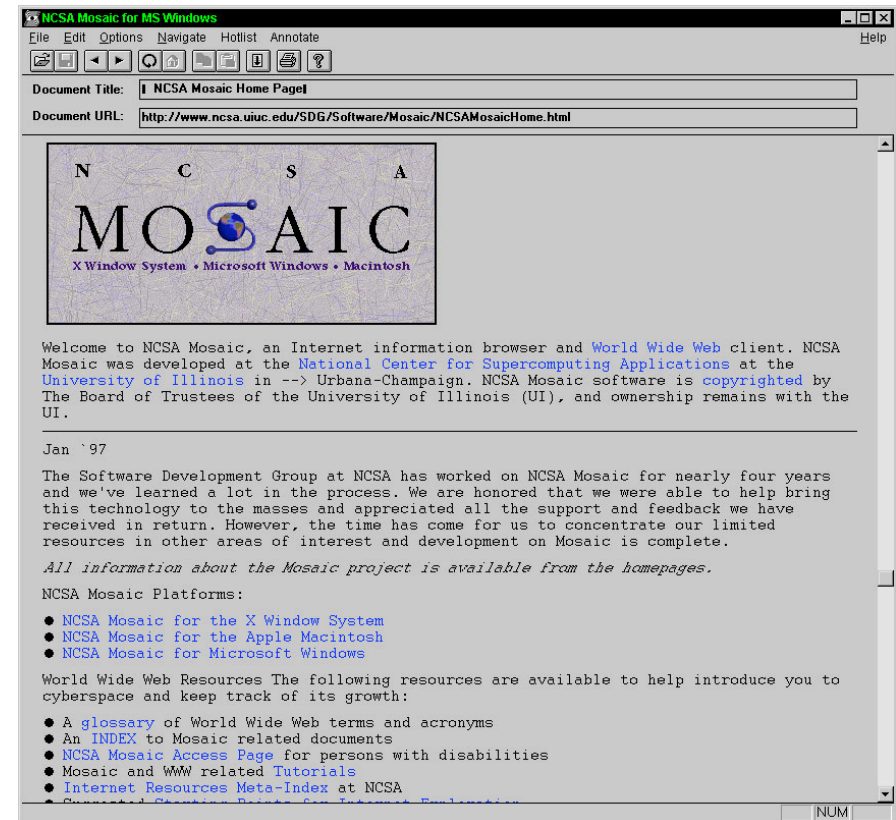 NCSA Mosaic for MS Windows
File Edit Options Navigate Hotlist Annotate Help
Document Title: NCSA Mosaic Home Page
Document URL: http://www.ncsa.uiuc.edu/SDG/Software/Mosaic/NCSAMosaicHome.html
N C S A
MOSAIC
X Window System • Microsoft Windows • Macintosh
Welcome to NCSA Mosaic, an Internet information browser and World Wide Web client. NCSA
Mosaic was developed at the National Center for Supercomputing Applications at the
University of Illinois in --> Urbana-Champaign. NCSA Mosaic software is copyrighted by
The Board of Trustees of the University of Illinois (UI), and ownership remains with the
UI.
Jan `97
The Software Development Group at NCSA has worked on NCSA Mosaic for nearly four years
and we've learned a lot in the process. We are honored that we were able to help bring
this technology to the masses and appreciated all the support and feedback we have
received in return. However, the time has come for us to concentrate our limited
resources in other areas of interest and development on Mosaic is complete.
All information about the Mosaic project is available from the homepages.
NCSA Mosaic Platforms:
● NCSA Mosaic for the X Window System
● NCSA Mosaic for the Apple Macintosh
● NCSA Mosaic for Microsoft Windows
World Wide Web Resources The following resources are available to help introduce you to
cyberspace and keep track of its growth:
● A glossary of World Wide Web terms and acronyms
● An INDEX to Mosaic related documents
● NCSA Mosaic Access Page for persons with disabilities
● Mosaic and WWW related Tutorials
● Internet Resources Meta-Index at NCSA
● Suggested Starting Points for Internet Exploration
NUM